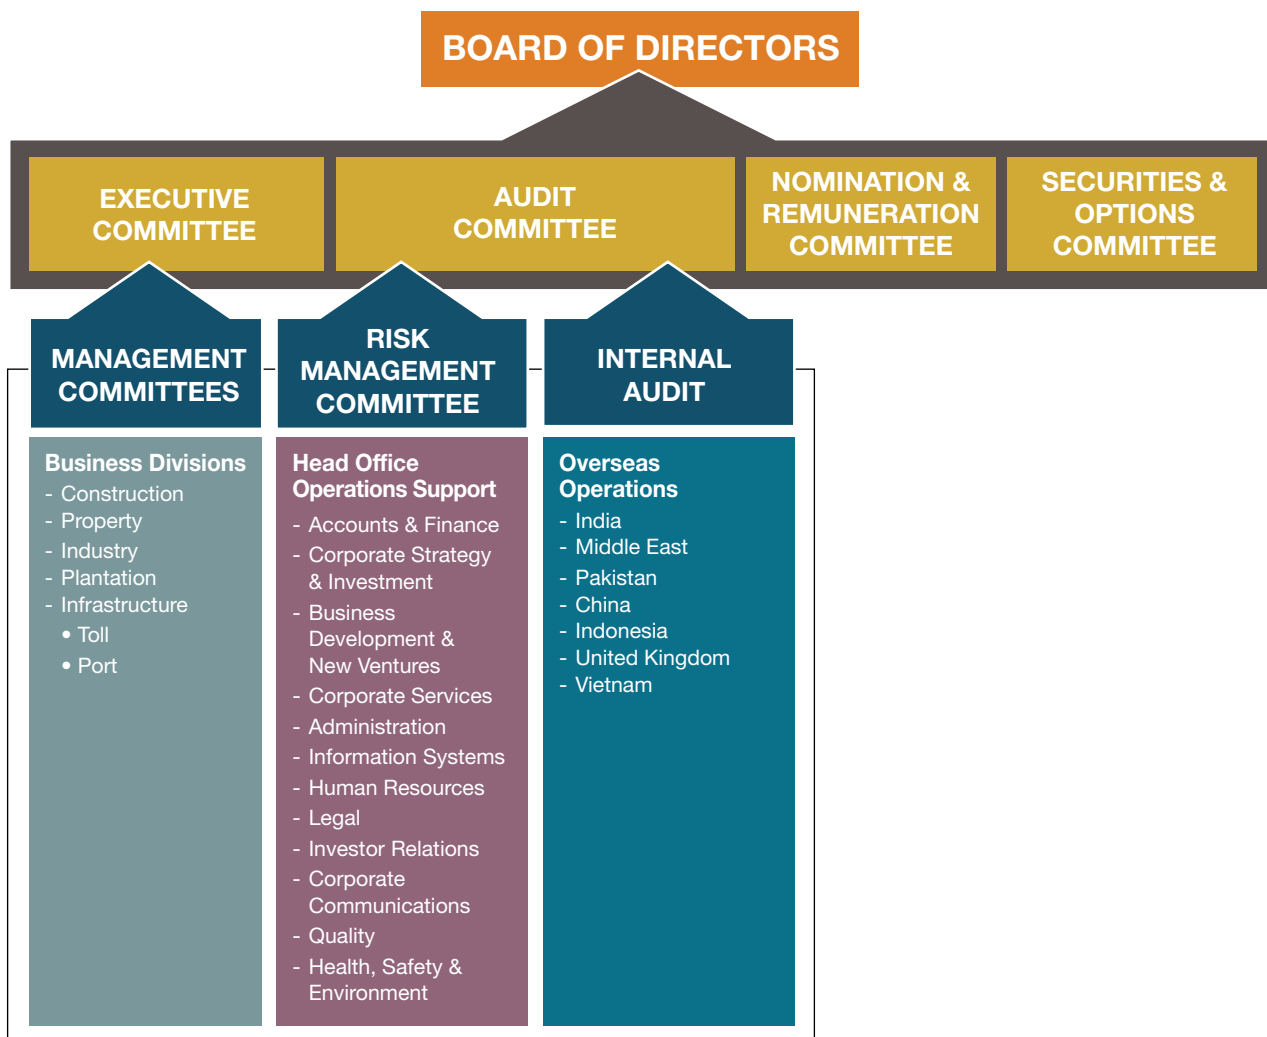 BOARD OF DIRECTORS
EXECUTIVE
COMMITTEE
AUDIT
COMMITTEE
NOMINATION &
REMUNERATION
COMMITTEE
SECURITIES &
OPTIONS
COMMITTEE
MANAGEMENT
COMMITTEES
RISK
MANAGEMENT
COMMITTEE
INTERNAL
AUDIT
Business Divisions
- Construction
- Property
- Industry
- Plantation
- Infrastructure
• Toll
• Port
Head Office
Operations Support
- Accounts & Finance
- Corporate Strategy
& Investment
- Business
Development &
New Ventures
- Corporate Services
- Administration
- Information Systems
- Human Resources
- Legal
- Investor Relations
- Corporate
Communications
- Quality
- Health, Safety &
Environment
Overseas
Operations
- India
- Middle East
- Pakistan
- China
- Indonesia
- United Kingdom
- Vietnam